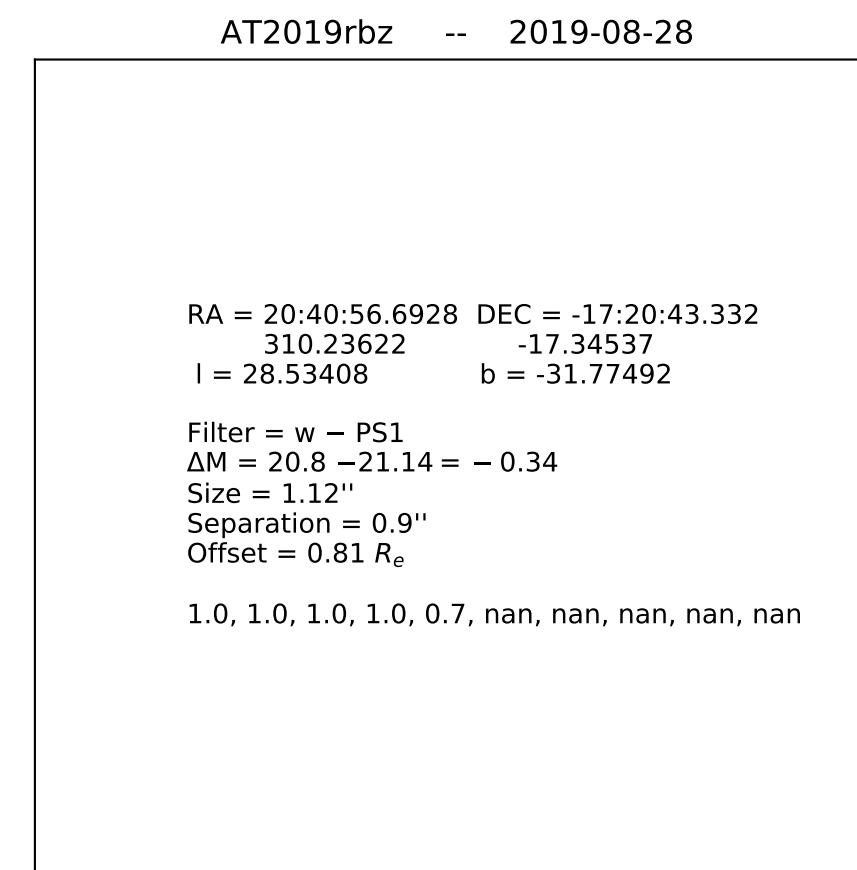 AT2019rbz -- 2019-08-28
RA = 20:40:56.6928 DEC = -17:20:43.332
310.23622 -17.34537
l = 28.53408 b = -31.77492
Filter = w − PS1
ΔM = 20.8 −21.14 = − 0.34
Size = 1.12''
Separation = 0.9''
Offset = 0.81 Rₑ
1.0, 1.0, 1.0, 1.0, 0.7, nan, nan, nan, nan, nan